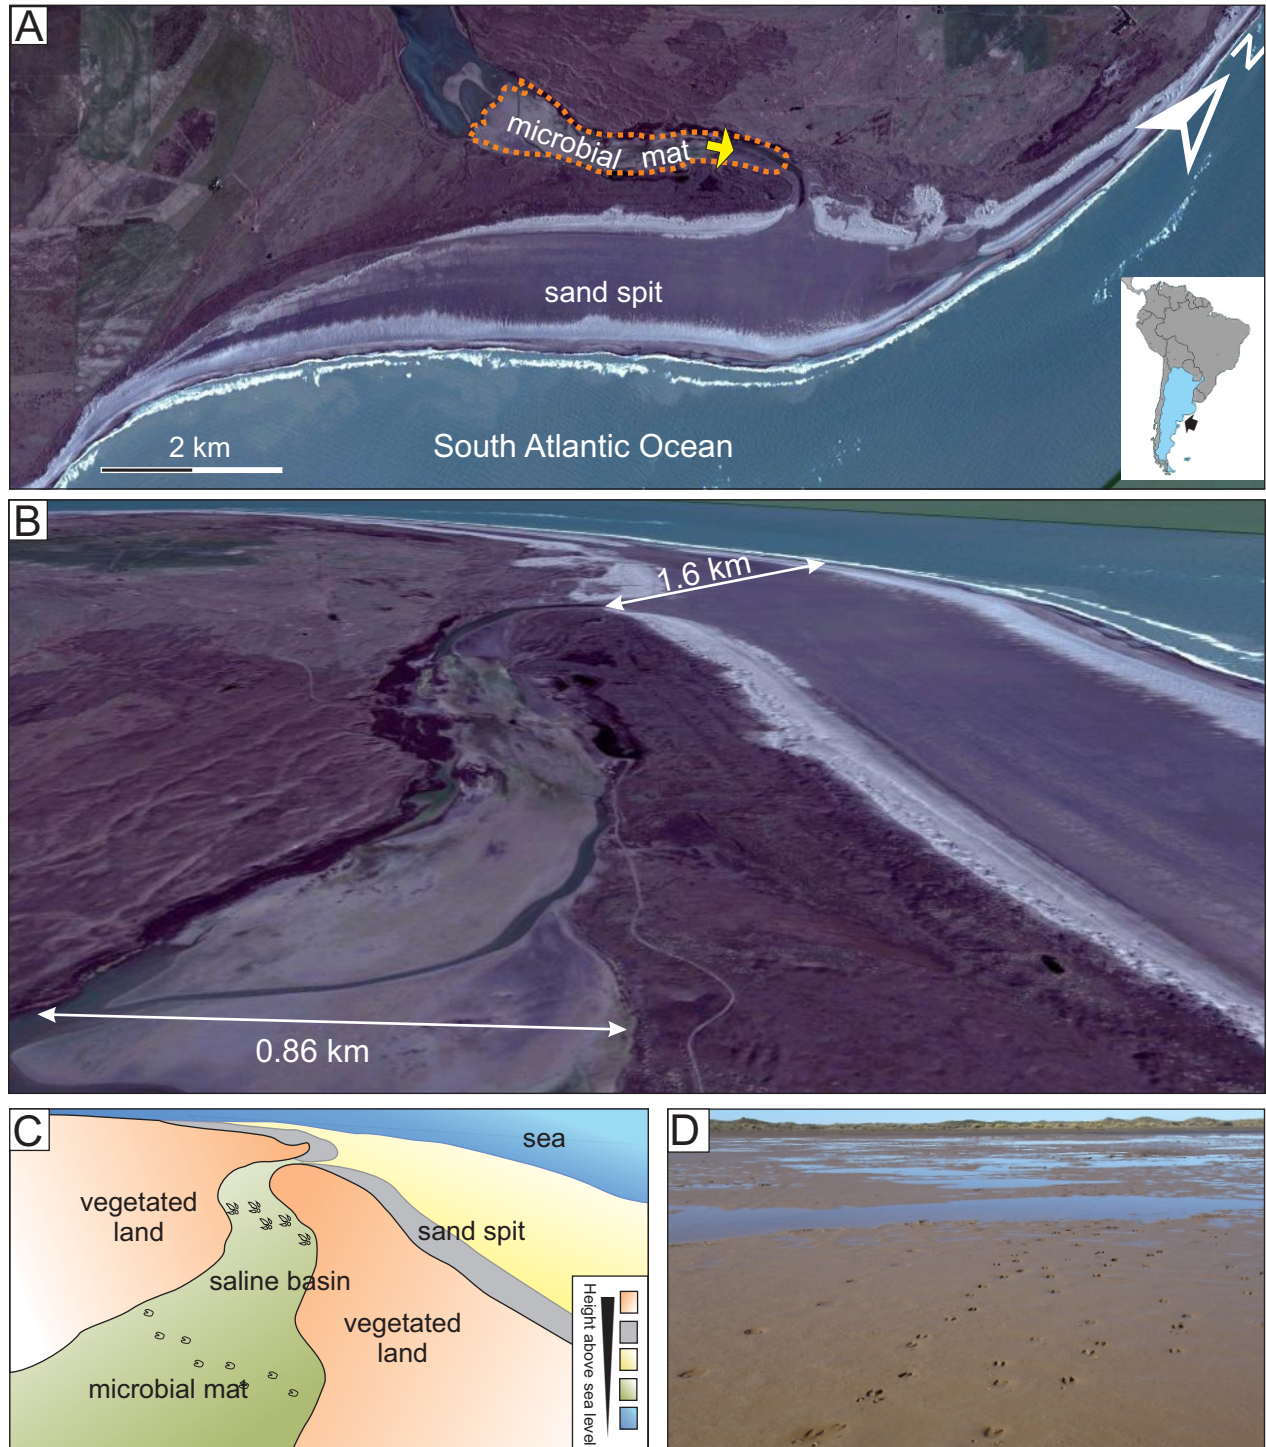 A
N
microbial mat
sand spit
2 km
South Atlantic Ocean
B
1.6 km
0.86 km
C
sea
vegetated
land
sand spit
saline basin
vegetated
land
microbial mat
Height above sea level
D